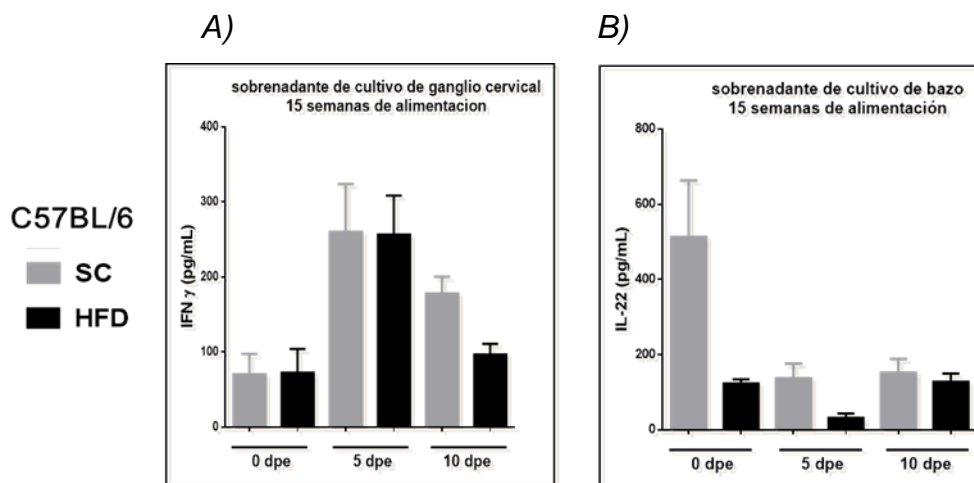 A)
B)
sobrenadante de cultivo de ganglio cervical
15 semanas de alimentacion
400
300
200
100
0
IFN γ (pg/mL)
0 dpe
5 dpe
10 dpe
sobrenadante de cultivo de bazo
15 semanas de alimentación
800
600
400
200
0
IL-22 (pg/mL)
0 dpe
5 dpe
10 dpe
C57BL/6
SC
HFD